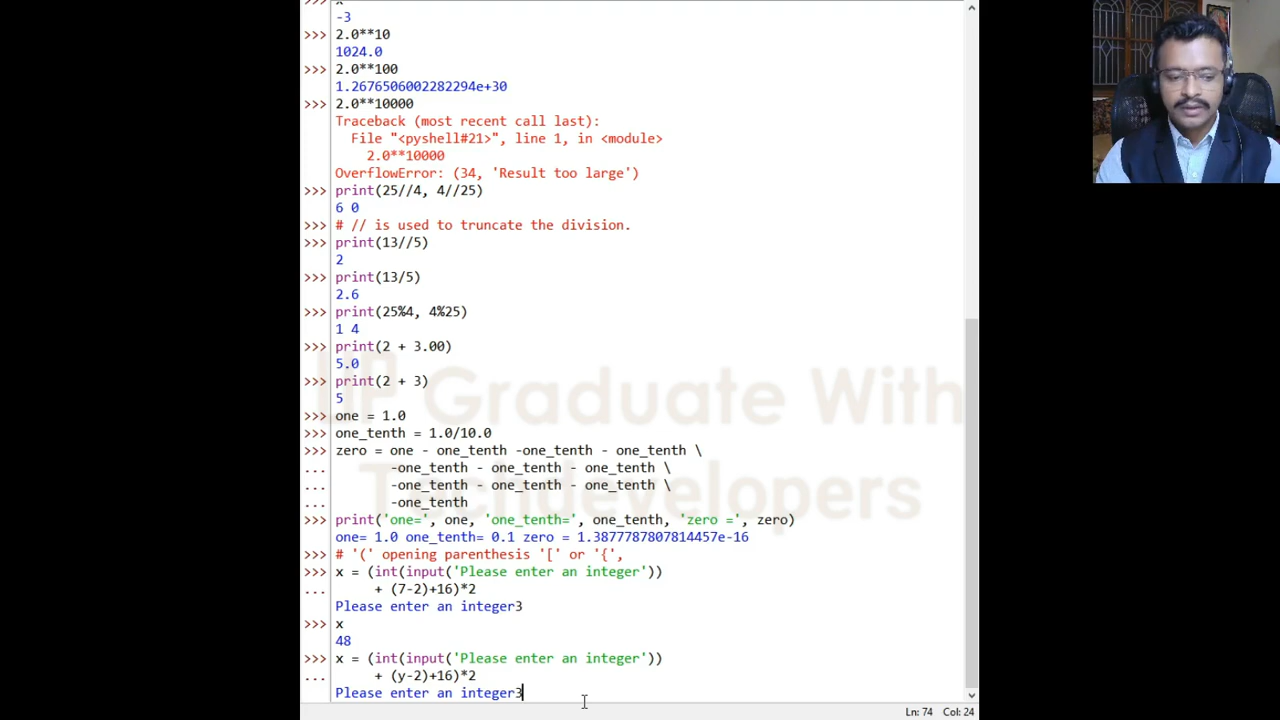 >>> x
-3
>>> 2.0**10
1024.0
>>> 2.0**100
1.2676506002282294e+30
>>> 2.0**10000
Traceback (most recent call last):
  File "<pyshell#21>", line 1, in <module>
    2.0**10000
OverflowError: (34, 'Result too large')
>>> print(25//4, 4//25)
6 0
>>> # // is used to truncate the division.
>>> print(13//5)
2
>>> print(13/5)
2.6
>>> print(25%4, 4%25)
1 4
>>> print(2 + 3.00)
5.0
>>> print(2 + 3)
5
>>> one = 1.0
>>> one_tenth = 1.0/10.0
>>> zero = one - one_tenth -one_tenth - one_tenth \
...        -one_tenth - one_tenth - one_tenth \
...        -one_tenth - one_tenth - one_tenth \
...        -one_tenth
>>> print('one=', one, 'one_tenth=', one_tenth, 'zero =', zero)
one= 1.0 one_tenth= 0.1 zero = 1.3877787807814457e-16
>>> # '(' opening parenthesis '[' or '{',
>>> x = (int(input('Please enter an integer'))
...      + (7-2)+16)*2
Please enter an integer3
>>> x
48
>>> x = (int(input('Please enter an integer'))
...      + (y-2)+16)*2
Please enter an integer3
Graduate With
Techdevelopers
Ln: 74 Col: 24